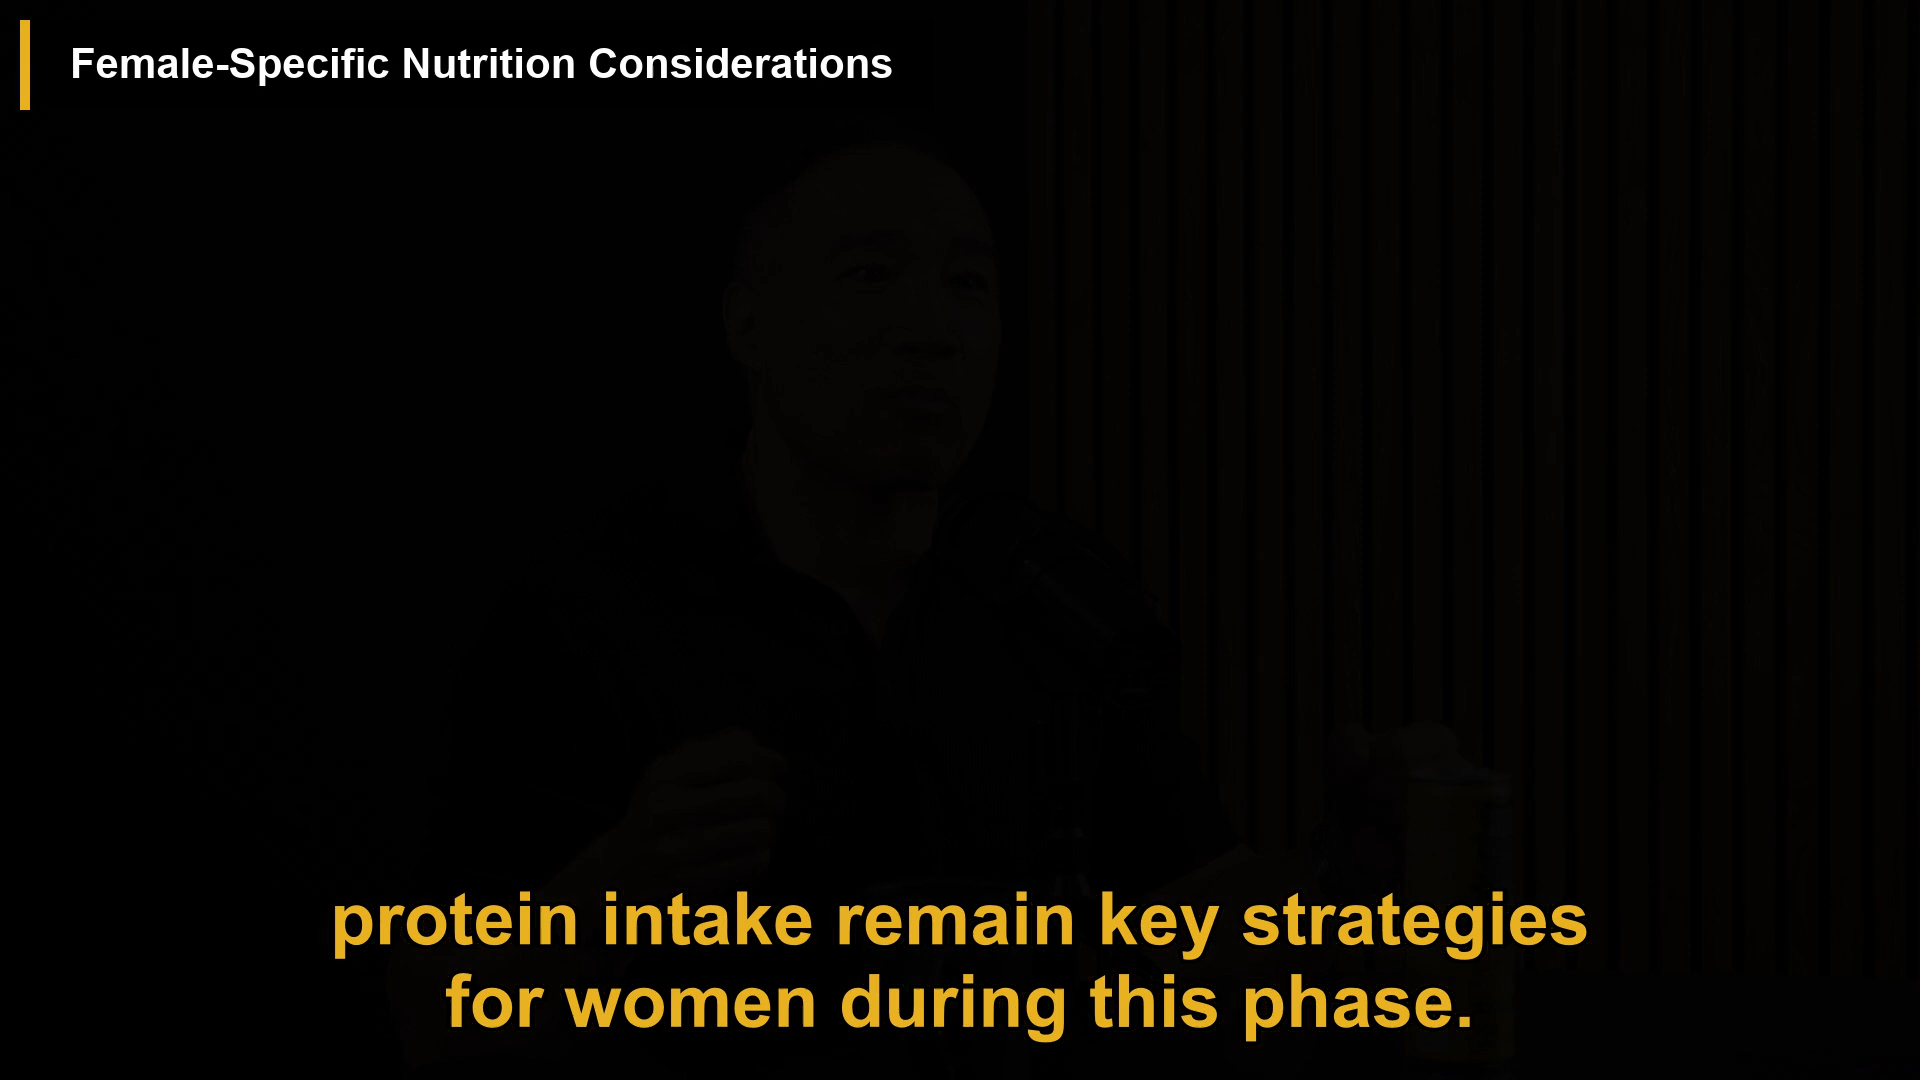 Female-Specific Nutrition Considerations
protein intake remain key strategies
for women during this phase.